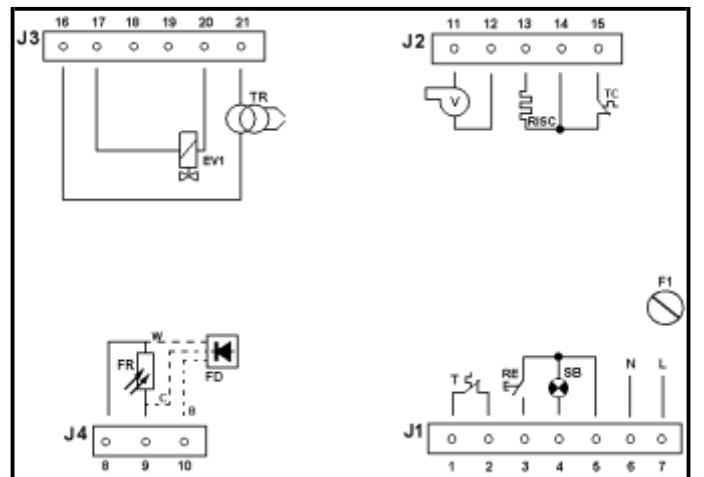 16 17 18 19 20 21
J3
TR
EV1
11 12 13 14 15
J2
V
RISC
TC
F1
W
FR
FD
C
B
J4
8 9 10
T
RE
E
SB
N L
J1
1 2 3 4 5 6 7